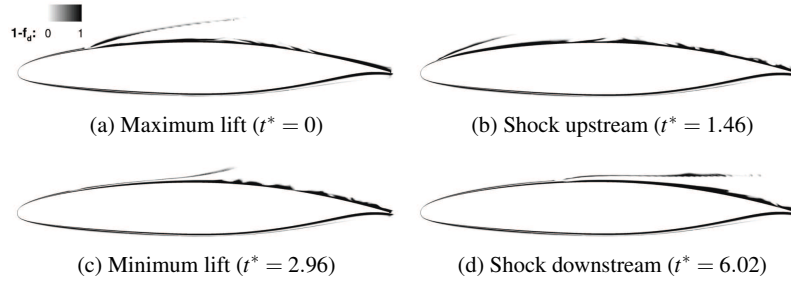 1-f_d: 0 1
(a) Maximum lift (t* = 0)
(b) Shock upstream (t* = 1.46)
(c) Minimum lift (t* = 2.96)
(d) Shock downstream (t* = 6.02)